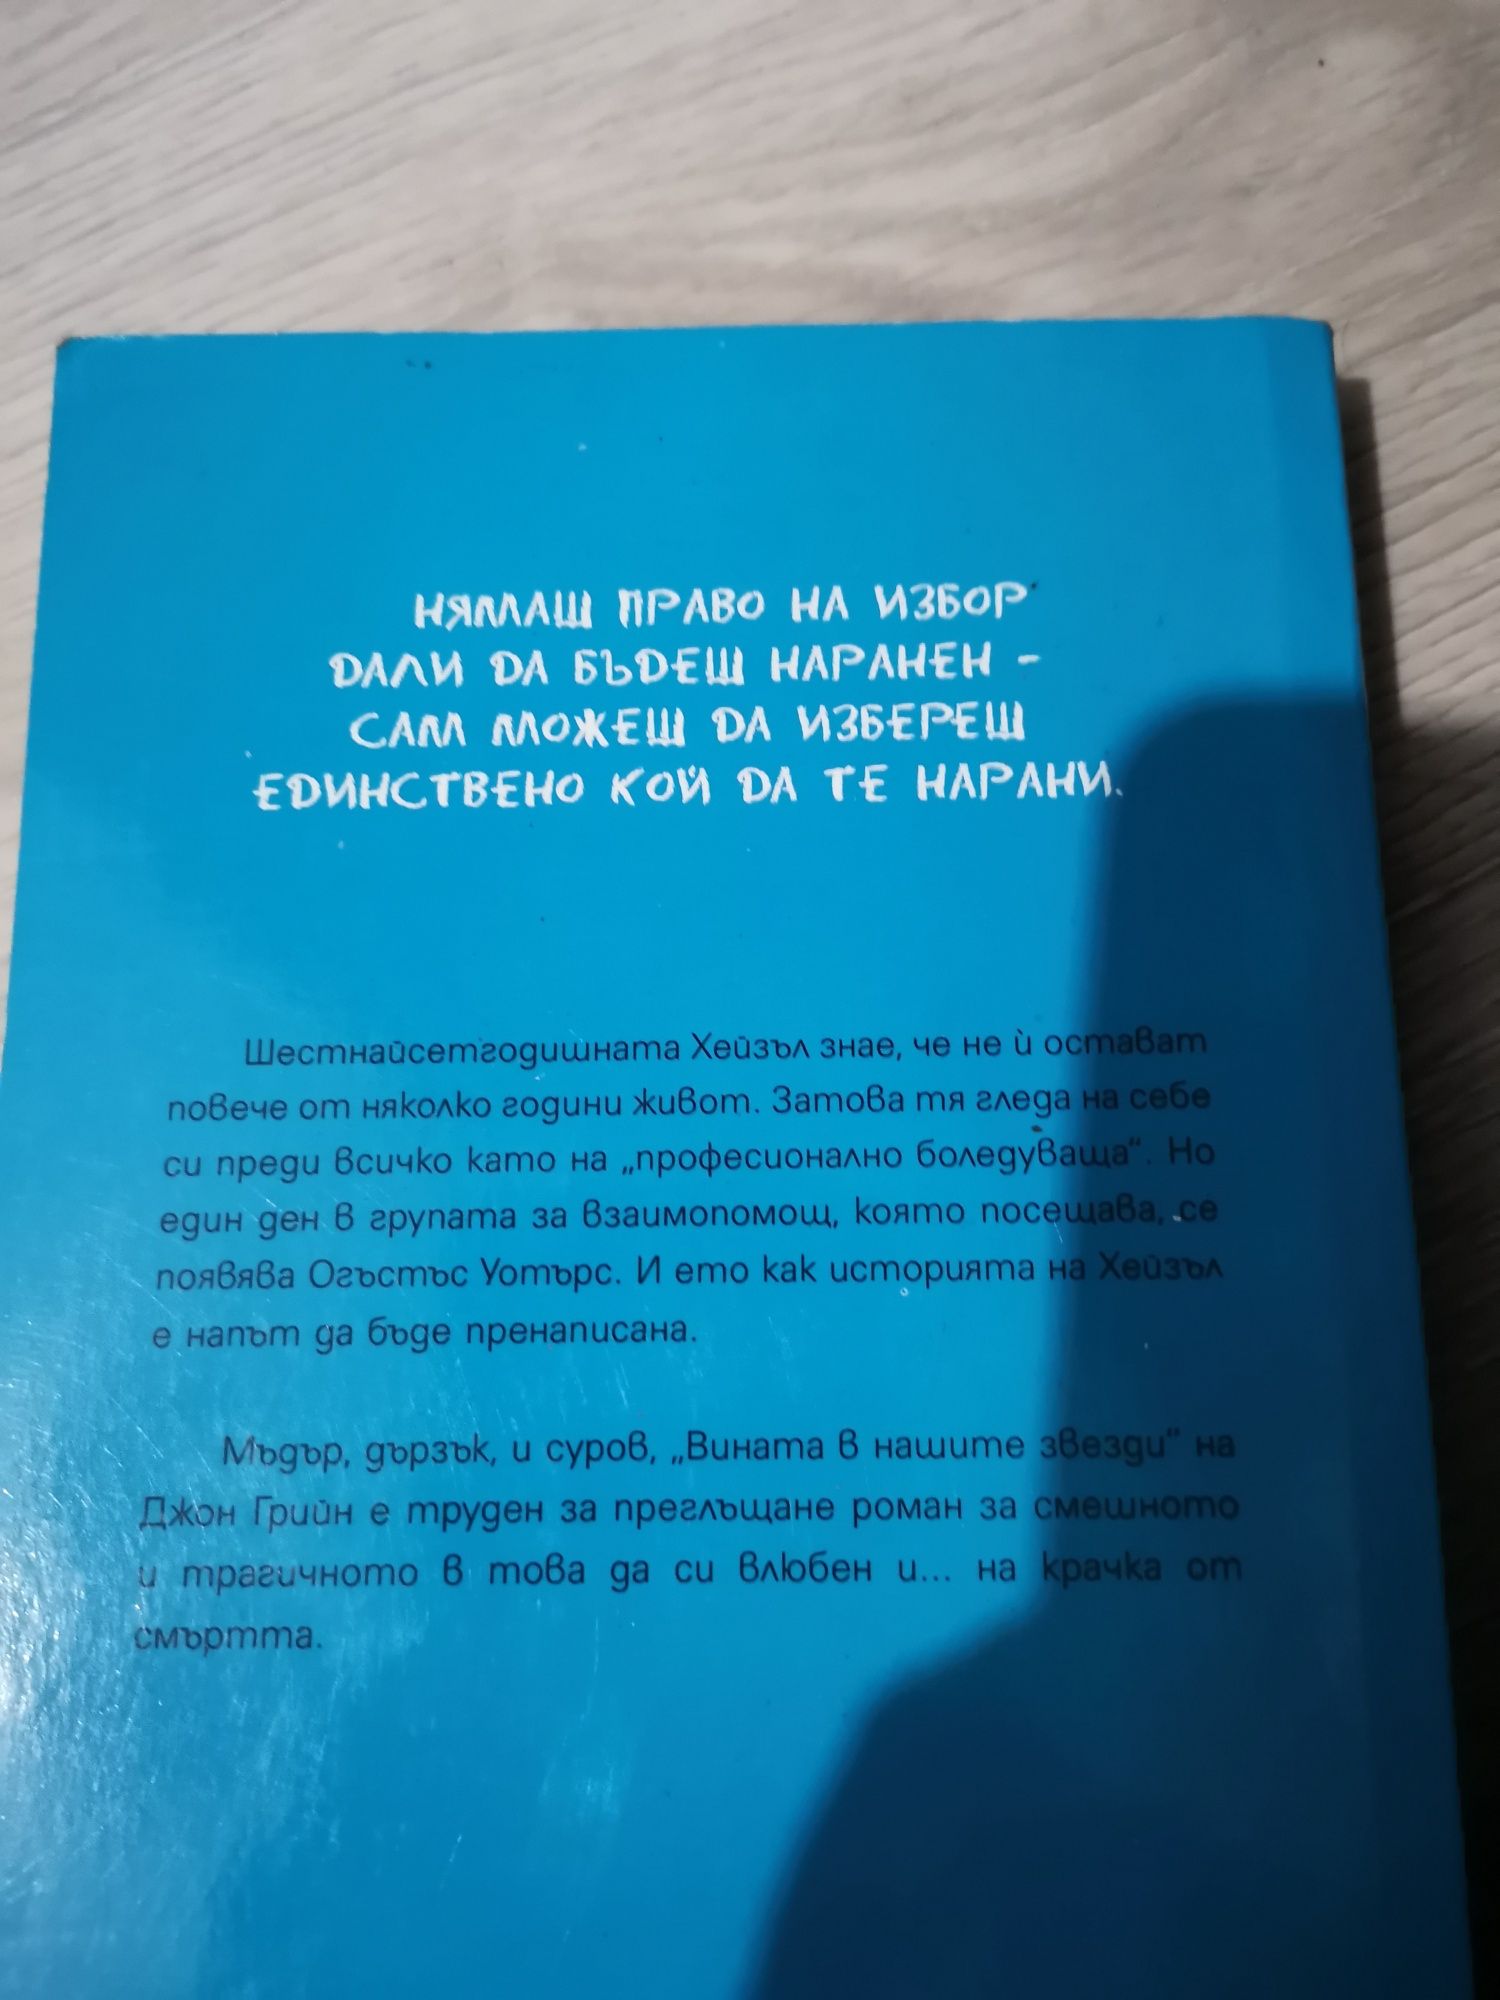 НЯМАШ ПРАВО НА ИЗБОР
ДАЛИ ДА БЪДЕШ НАРАНЕН -
САМ МОЖЕШ ДА ИЗБЕРЕШ
ЕДИНСТВЕНО КОЙ ДА ТЕ НАРАНИ.
Шестнайсетгодишната Хейзъл знае, че не ѝ остават
повече от няколко години живот. Затова тя гледа на себе
си преди всичко като на „професионално боледуваща“. Но
един ден в групата за взаимопомощ, която посещава, се
появява Огъстъс Уотърс. И ето как историята на Хейзъл
е напът да бъде пренаписана.
Мъдър, дързък, и суров, „Вината в нашите звезди“ на
Джон Грийн е труден за преглъщане роман за смешното
и трагичното в това да си влюбен и... на крачка от
смъртта.